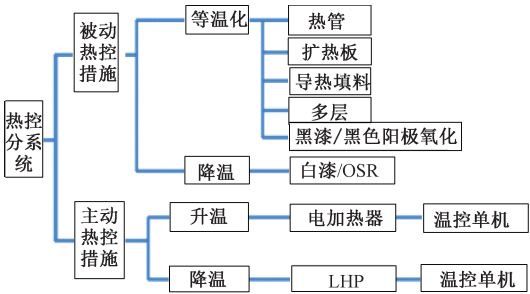 热控
分系
统
被动
热控
措施
等温化
热管
扩热板
导热填料
多层
黑漆/黑色阳极氧化
降温
白漆/OSR
主动
热控
措施
升温
电加热器
温控单机
降温
LHP
温控单机